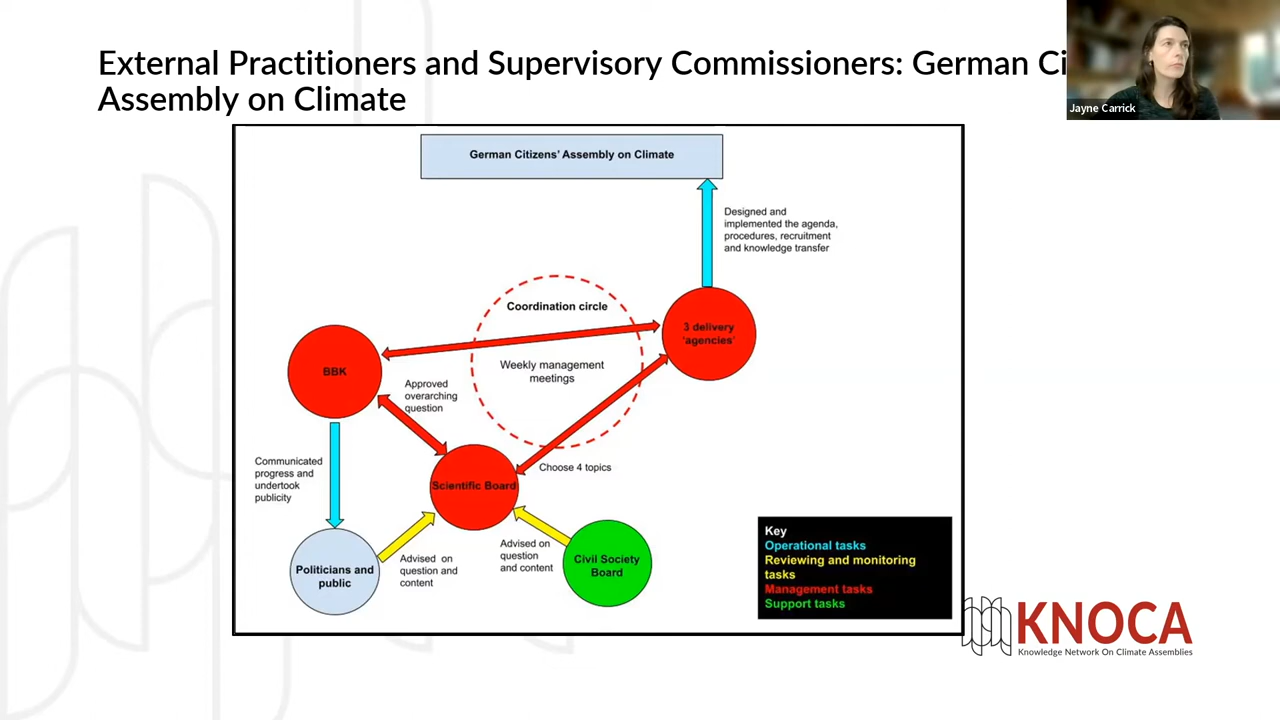 External Practitioners and Supervisory Commissioners: German Ci
Assembly on Climate
Jayne Carrick
German Citizens' Assembly on Climate
Designed and
implemented the agenda,
procedures, recruitment
and knowledge transfer
Coordination circle
3 delivery
'agencies'
Weekly management
meetings
BBK
Approved
overarching
question
Communicated
progress and
undertook
publicity
Choose 4 topics
Scientific Board
Politicians and
public
Advised on
question and
content
Advised on
question
and content
Civil Society
Board
Key
Operational tasks
Reviewing and monitoring
tasks
Management tasks
Support tasks
KNOCA
Knowledge Network On Climate Assemblies